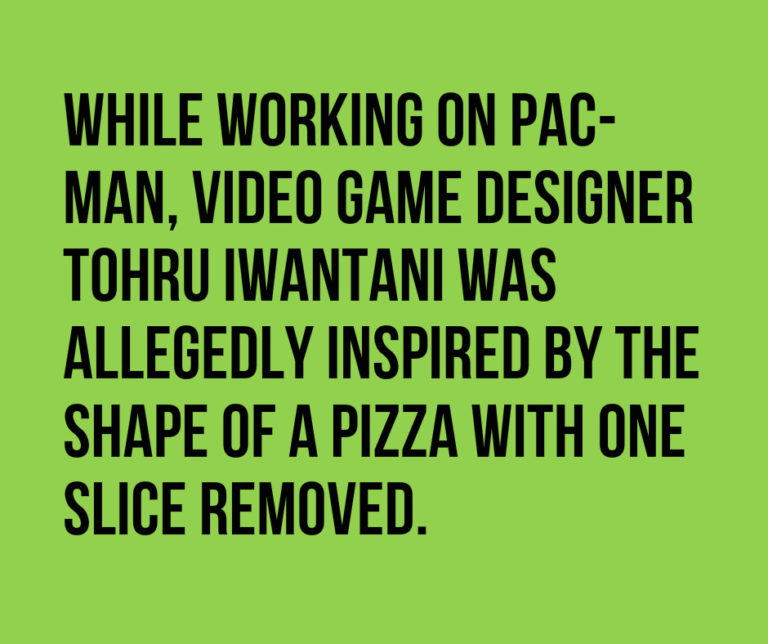 WHILE WORKING ON PAC-
MAN, VIDEO GAME DESIGNER
TOHRU IWANTANI WAS
ALLEGEDLY INSPIRED BY THE
SHAPE OF A PIZZA WITH ONE
SLICE REMOVED.